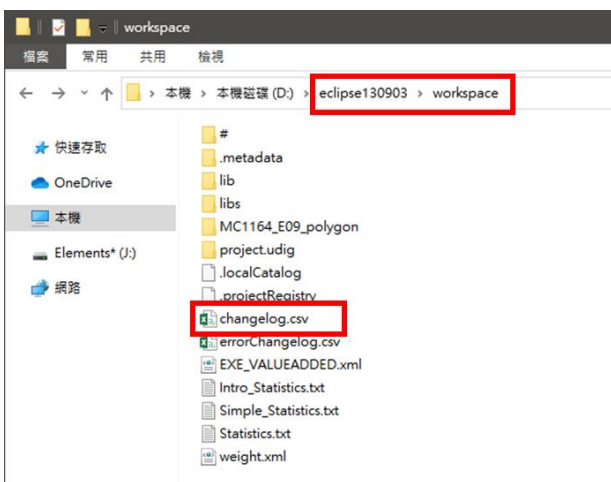 workspace
檔案 常用 共用 檢視
本機 › 本機磁碟 (D:) › eclipse130903 › workspace
快速存取
OneDrive
本機
Elements* (J:)
網路
#
.metadata
lib
libs
MC1164_E09_polygon
project.udig
.localCatalog
.projectRegistry
changelog.csv
errorChangelog.csv
EXE_VALUEADDED.xml
Intro_Statistics.txt
Simple_Statistics.txt
Statistics.txt
weight.xml